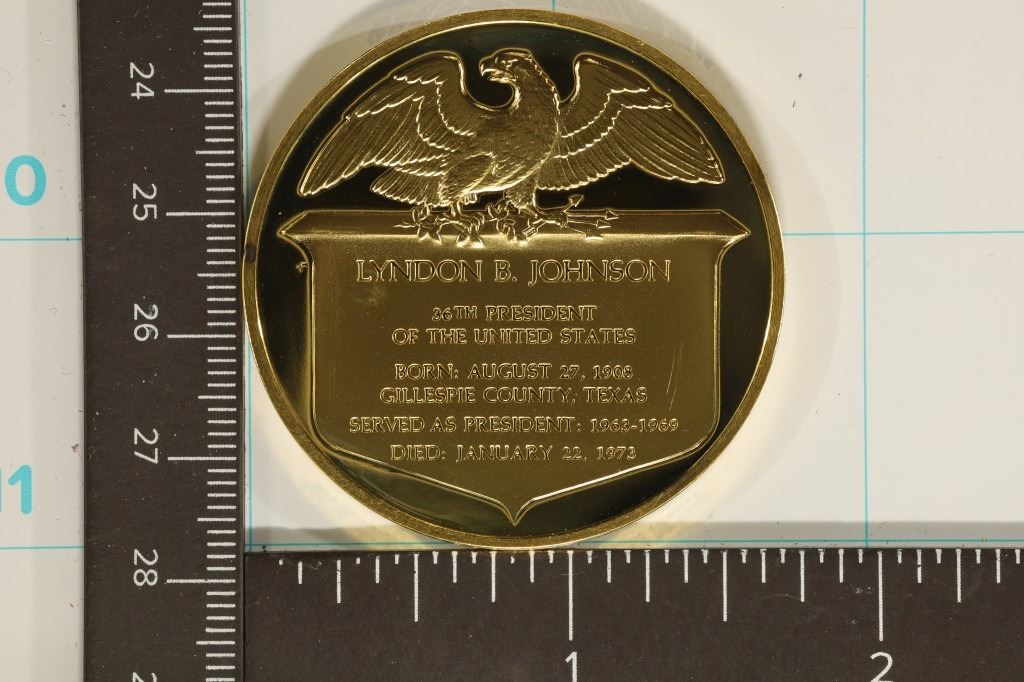 LYNDON B. JOHNSON
36TH PRESIDENT
OF THE UNITED STATES
BORN: AUGUST 27, 1908
GILLESPIE COUNTY, TEXAS
SERVED AS PRESIDENT: 1963-1969
DIED: JANUARY 22, 1973
24
25
26
27
28
0
11
1
2